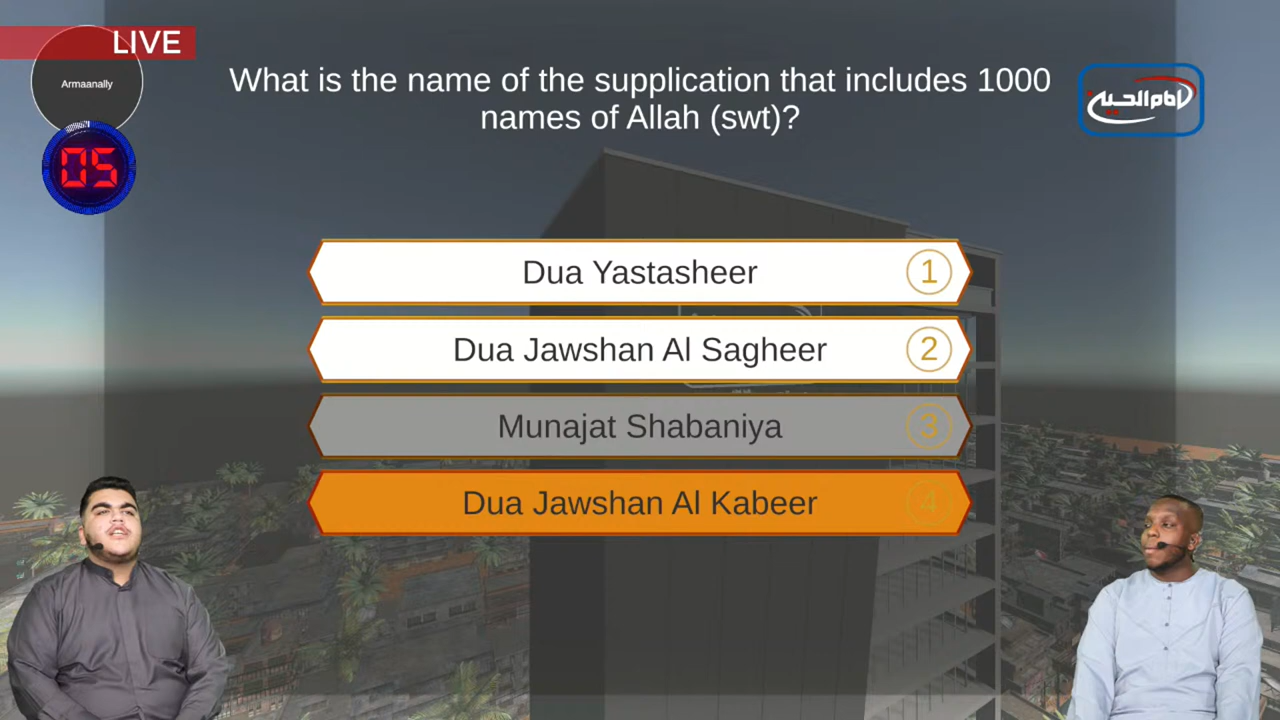 LIVE
Armaanally
05
What is the name of the supplication that includes 1000
names of Allah (swt)?
Dua Yastasheer 1
Dua Jawshan Al Sagheer 2
Munajat Shabaniya 3
Dua Jawshan Al Kabeer 4